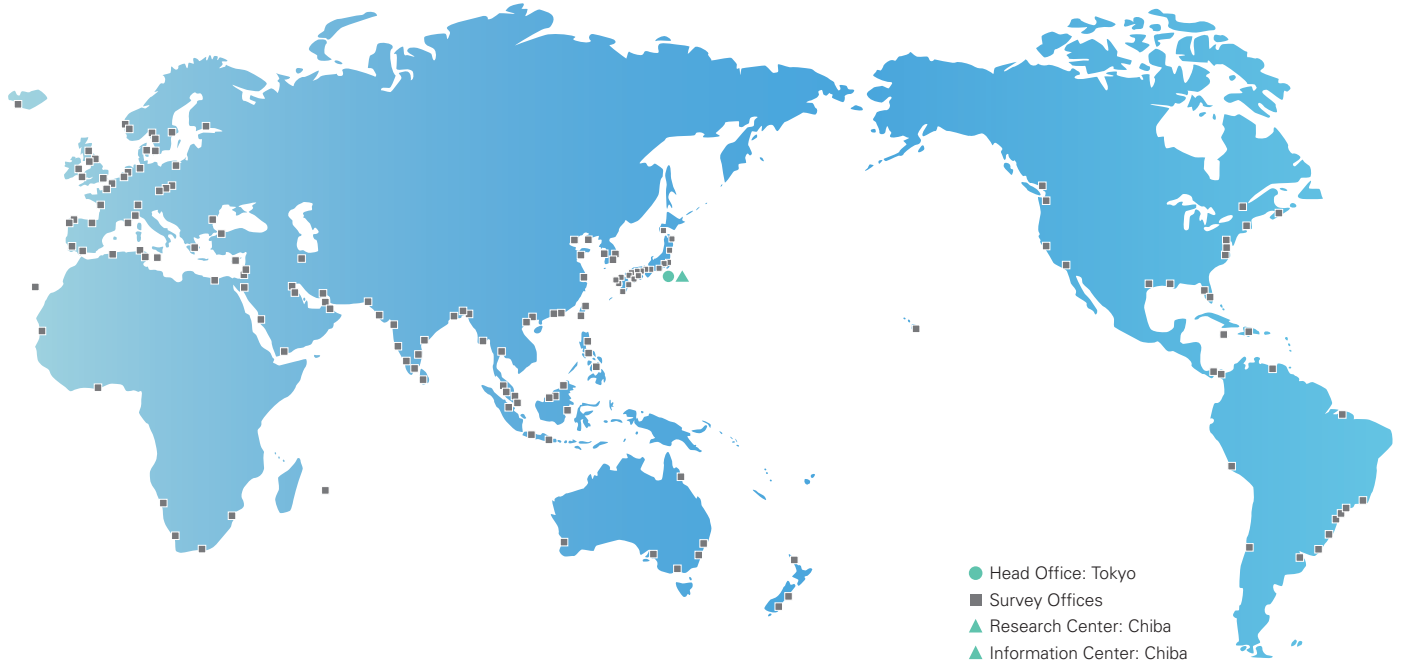 Head Office: Tokyo
Survey Offices
Research Center: Chiba
Information Center: Chiba